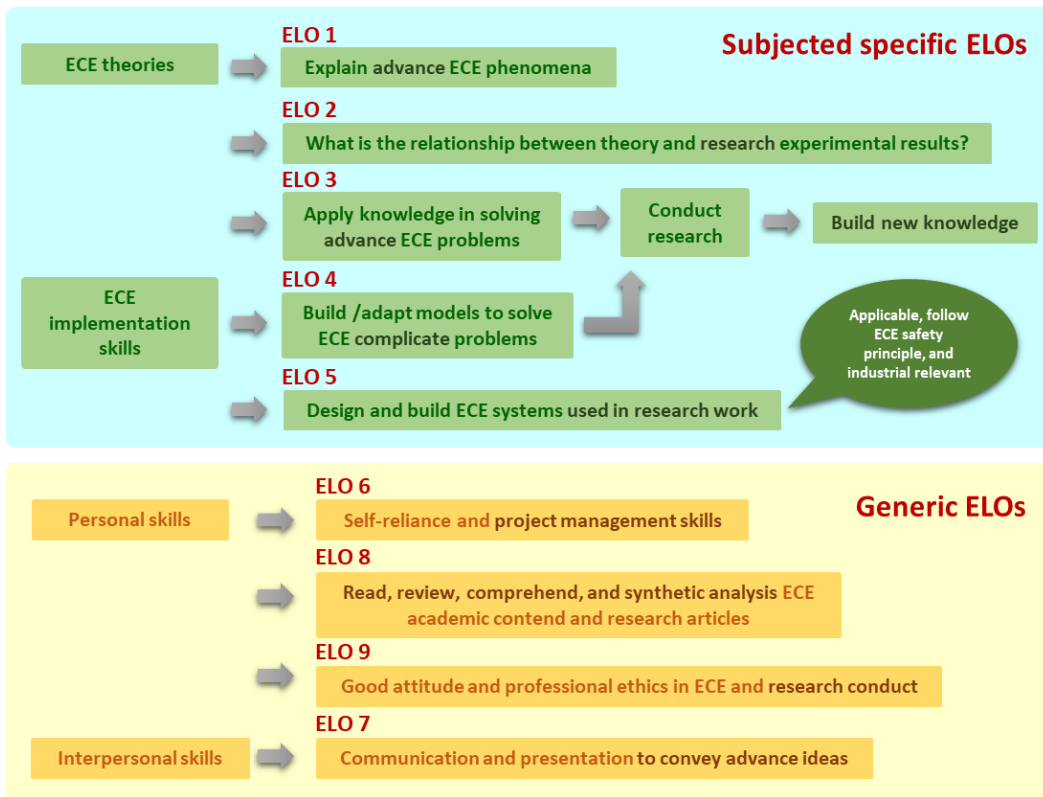 Subjected specific ELOs
ECE theories
ELO 1
Explain advance ECE phenomena
ELO 2
What is the relationship between theory and research experimental results?
ELO 3
Apply knowledge in solving
advance ECE problems
Conduct
research
Build new knowledge
ECE
implementation
skills
ELO 4
Build /adapt models to solve
ECE complicate problems
Applicable, follow
ECE safety
principle, and
industrial relevant
ELO 5
Design and build ECE systems used in research work
Generic ELOs
Personal skills
ELO 6
Self-reliance and project management skills
ELO 8
Read, review, comprehend, and synthetic analysis ECE
academic contend and research articles
ELO 9
Good attitude and professional ethics in ECE and research conduct
ELO 7
Interpersonal skills
Communication and presentation to convey advance ideas